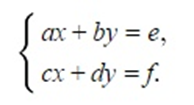 ax + by = e,
cx + dy = f.